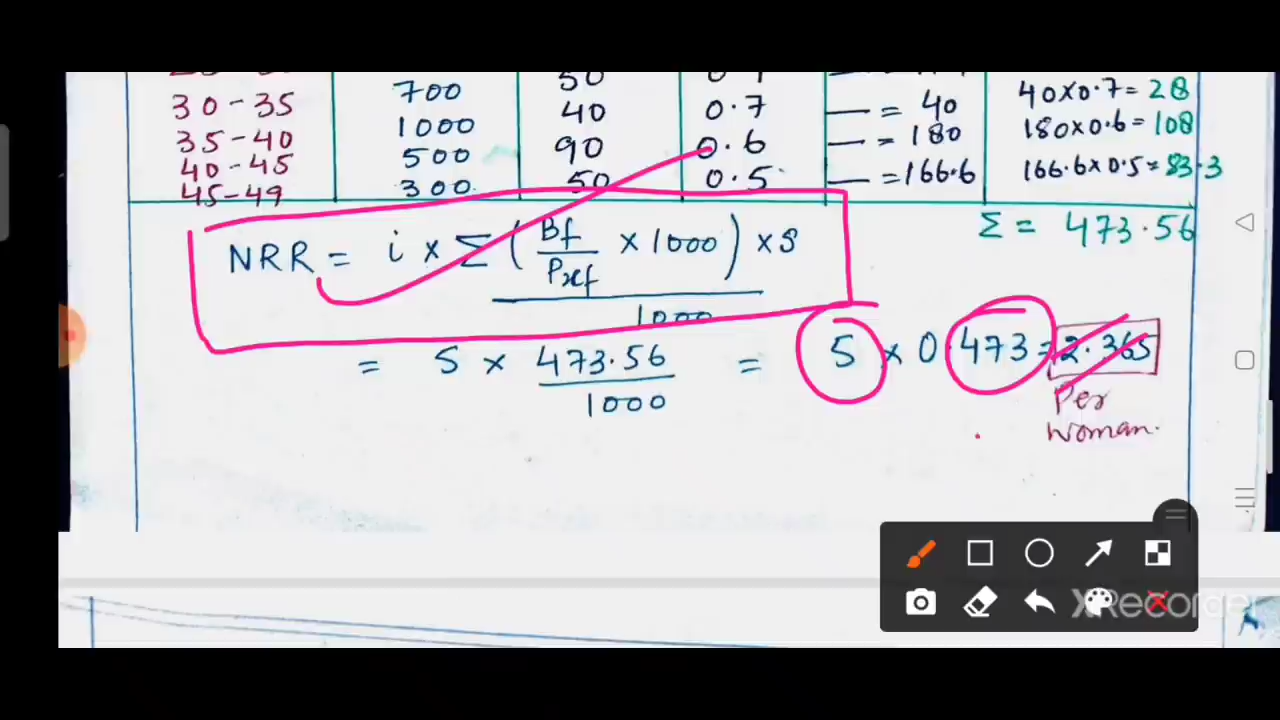 50
30-35 700 40 0.7 — = 40 40×0.7= 28
35-40 1000 90 0.6 — = 180 180×0.6= 108
40-45 500 50 0.5 — =166.6 166.6×0.5= 83.3
45-49 300
Σ = 473.56
NRR = i × Σ ( Bf / Pxf × 1000 ) × S
1000
= 5 × 473.56 / 1000 = 5 × 0.473 = 2.365
Per
woman.
XRecorder